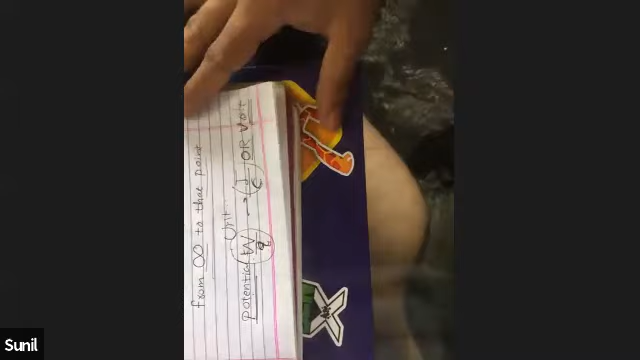 from ∞ to that point
Unit
potential (W/q) → (J/C) OR Volt
Sunil